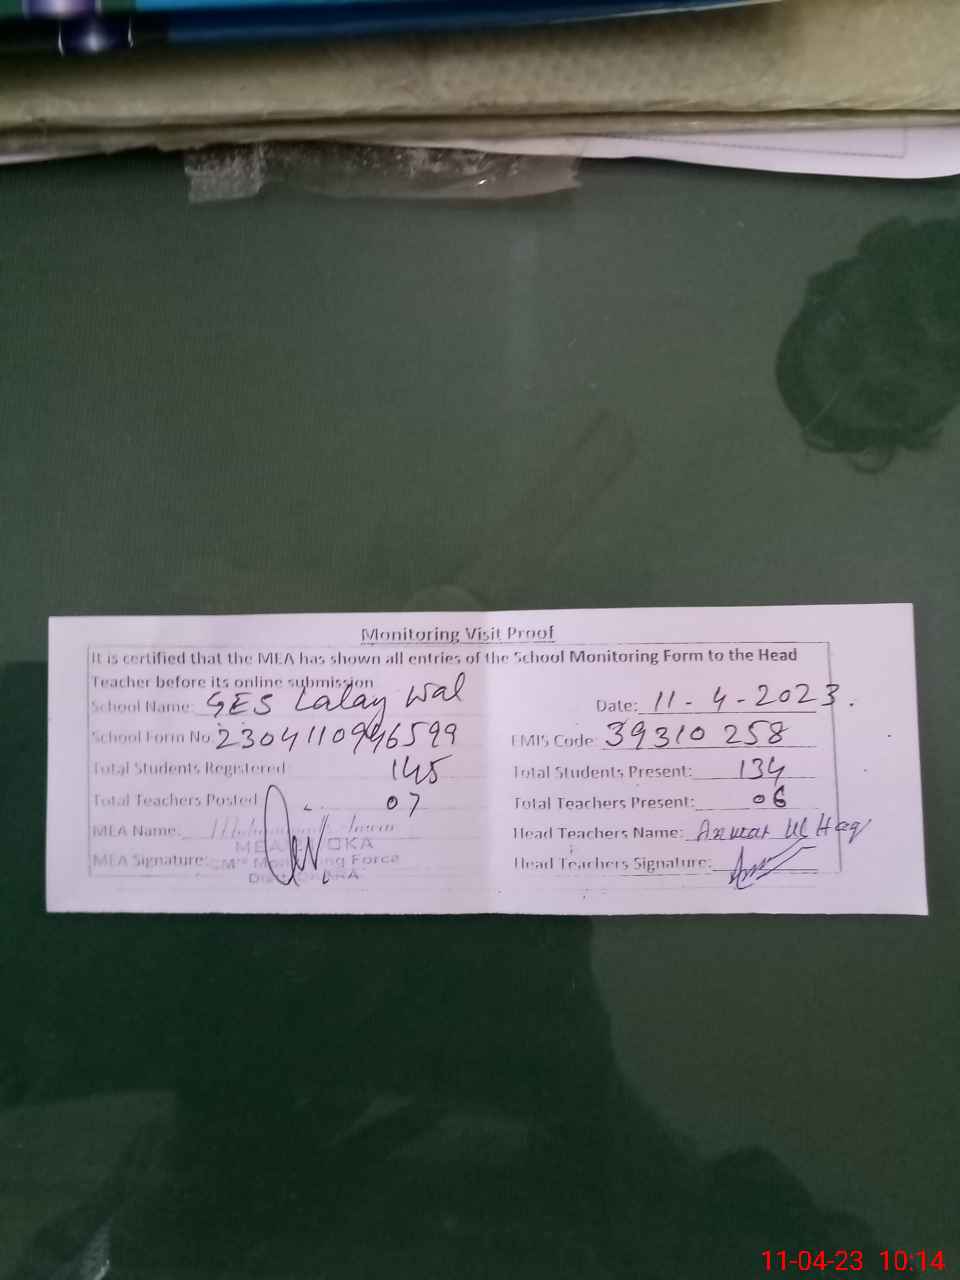 Monitoring Visit Proof
It is certified that the MEA has shown all entries of the School Monitoring Form to the Head
Teacher before its online submission
School Name: GES Lalay Wal Date: 11-4-2023.
School Form No: 2304110996599 EMIS Code: 39310258
Total Students Registered 145 Total Students Present: 134
Total Teachers Posted 07 Total Teachers Present: 06
MEA Name: Head Teachers Name: Anwar Ul Haq
MEA Signature: Head Teachers Signature:
11-04-23 10:14